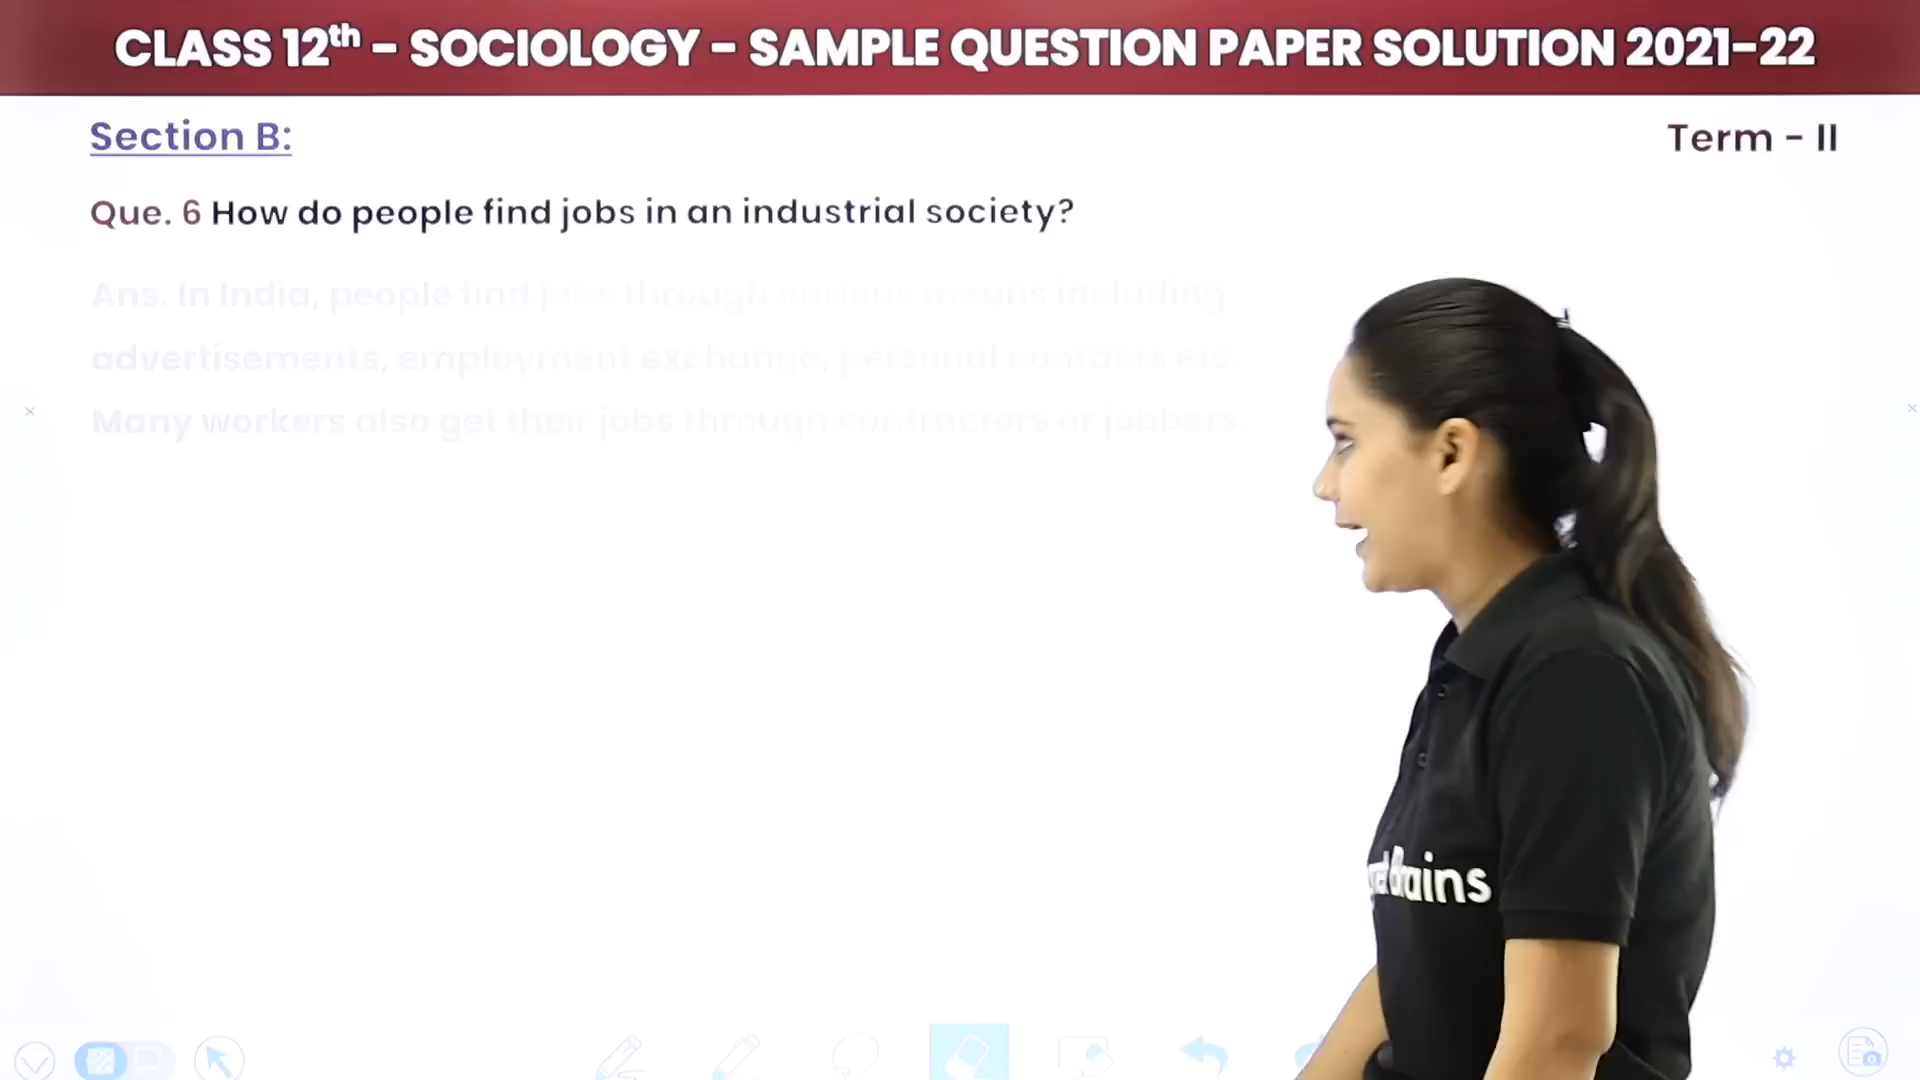 CLASS 12th – SOCIOLOGY – SAMPLE QUESTION PAPER SOLUTION 2021-22
Section B:
Term - II
Que. 6 How do people find jobs in an industrial society?
Ans. In India, people find jobs through various means including
advertisements, employment exchange, personal contacts etc.
Many workers also get their jobs through contractors or jobbers.
Brains